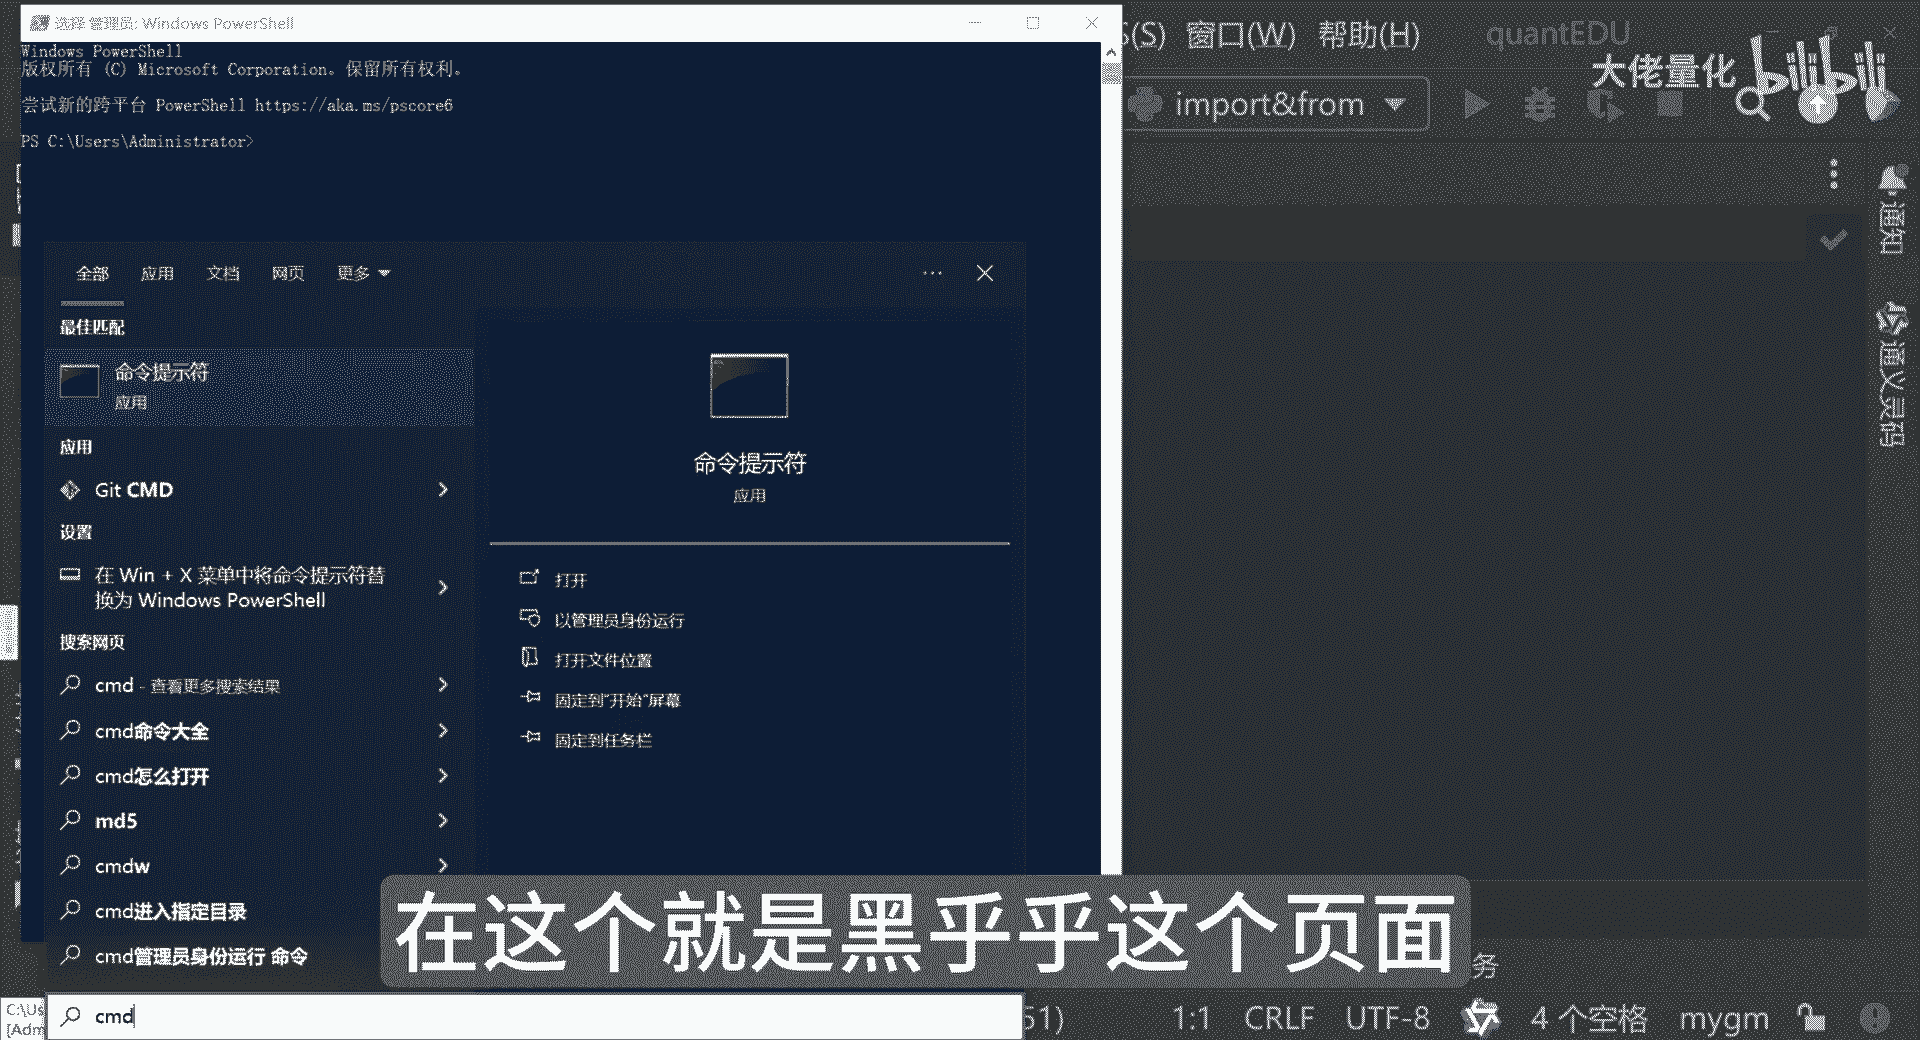 选择 管理员: Windows PowerShell
Windows PowerShell
版权所有 (C) Microsoft Corporation。保留所有权利。
尝试新的跨平台 PowerShell https://aka.ms/pscore6
PS C:\Users\Administrator>
(S) 窗口(W) 帮助(H) quantEDU
大佬量化 bilibili
import&from
通知
通义灵码
全部 应用 文档 网页 更多
最佳匹配
命令提示符
应用
应用
Git CMD
设置
在 Win + X 菜单中将命令提示符替
换为 Windows PowerShell
搜索网页
cmd - 查看更多搜索结果
cmd命令大全
cmd怎么打开
md5
cmdw
cmd进入指定目录
cmd管理员身份运行 命令
命令提示符
应用
打开
以管理员身份运行
打开文件位置
固定到"开始"屏幕
固定到任务栏
在这个就是黑乎乎这个页面
务
C:\Us
[Adm
cmd
51) 1:1 CRLF UTF-8 4 个空格 mygm